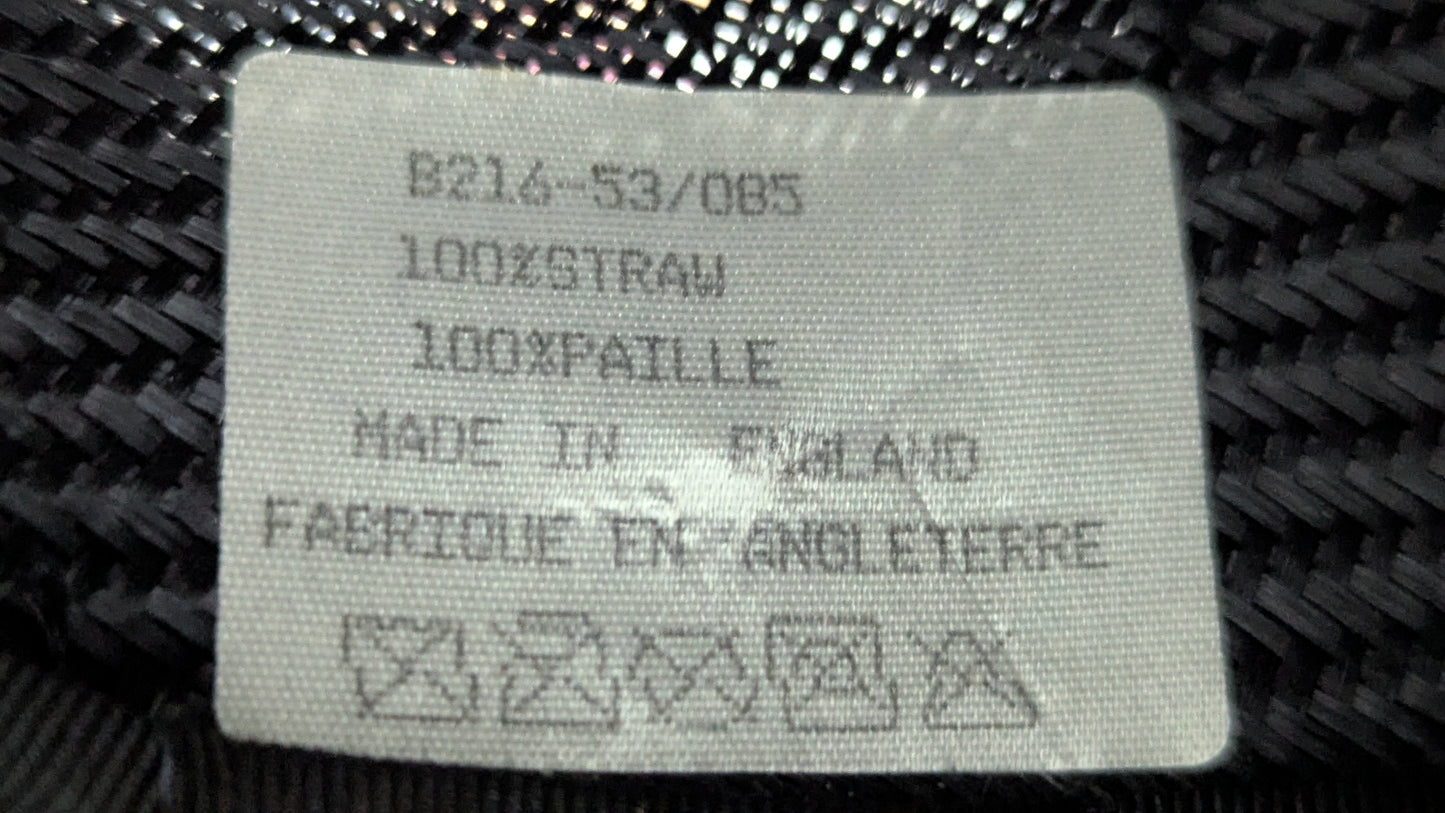 B216-53/085
100%STRAW
100%PAILLE
MADE IN ENGLAND
FABRIQUE EN ANGLETERRE